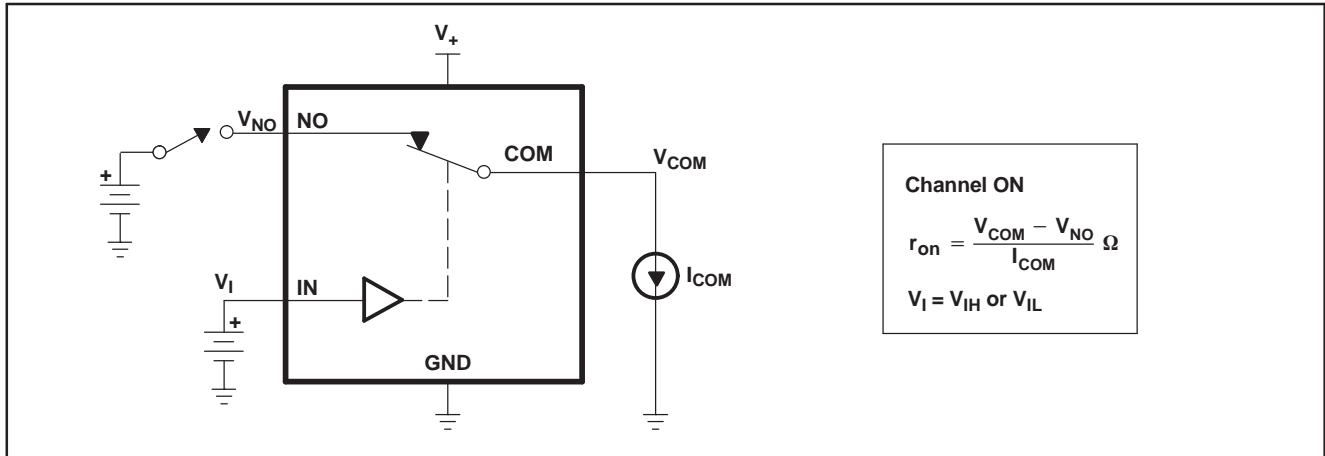 V+
VNO
NO
COM
VCOM
+
ICOM
VI
IN
+
GND
Channel ON
ron = VCOM − VNO / ICOM Ω
VI = VIH or VIL